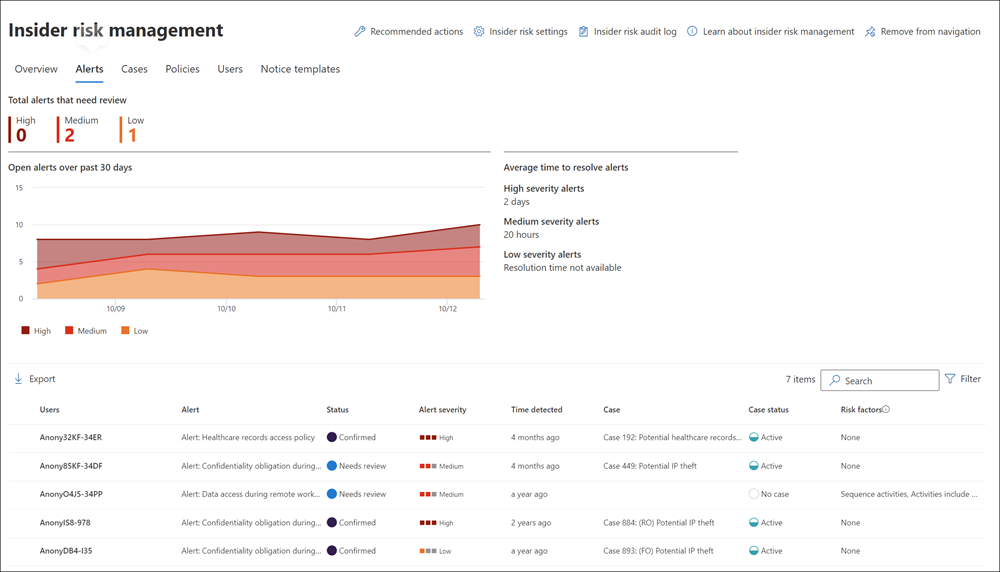 Insider risk management
Recommended actions Insider risk settings Insider risk audit log Learn about insider risk management Remove from navigation
Overview Alerts Cases Policies Users Notice templates
Total alerts that need review
High Medium Low
0 2 1
Open alerts over past 30 days
15
10
5
0
10/09 10/10 10/11 10/12
High Medium Low
Average time to resolve alerts
High severity alerts
2 days
Medium severity alerts
20 hours
Low severity alerts
Resolution time not available
Export 7 items Search Filter
Users Alert Status Alert severity Time detected Case Case status Risk factors
Anony32KF-34ER Alert: Healthcare records access policy Confirmed High 4 months ago Case 192: Potential healthcare records... Active None
Anony85KF-34DF Alert: Confidentiality obligation during... Needs review Medium 4 months ago Case 449: Potential IP theft Active None
AnonyO4J5-34PP Alert: Data access during remote work... Needs review Medium a year ago No case Sequence activities, Activities include ...
AnonyIS8-978 Alert: Confidentiality obligation during... Confirmed High 2 years ago Case 884: (RO) Potential IP theft Active None
AnonyDB4-I35 Alert: Confidentiality obligation during... Confirmed Low a year ago Case 893: (FO) Potential IP theft Active None